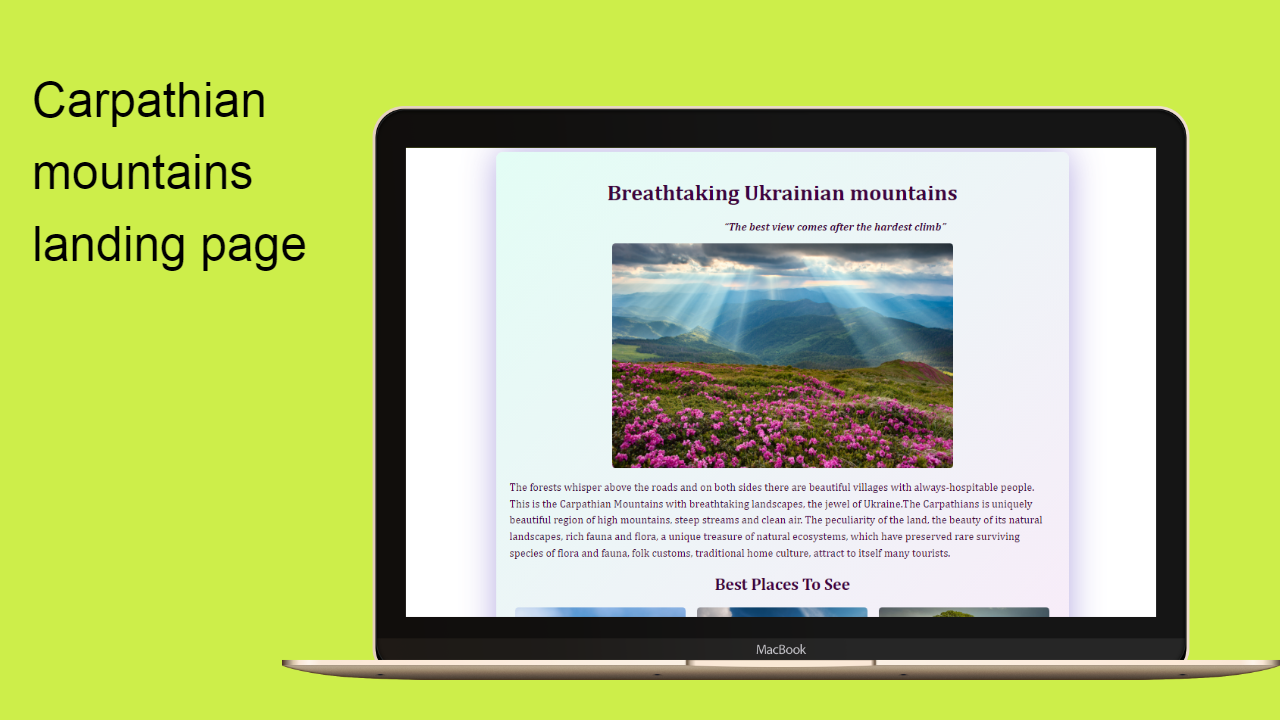 Carpathian
mountains
landing page
Breathtaking Ukrainian mountains
"The best view comes after the hardest climb"
The forests whisper above the roads and on both sides there are beautiful villages with always-hospitable people.
This is the Carpathian Mountains with breathtaking landscapes, the jewel of Ukraine.The Carpathians is uniquely
beautiful region of high mountains, steep streams and clean air. The peculiarity of the land, the beauty of its natural
landscapes, rich fauna and flora, a unique treasure of natural ecosystems, which have preserved rare surviving
species of flora and fauna, folk customs, traditional home culture, attract to itself many tourists.
Best Places To See
MacBook